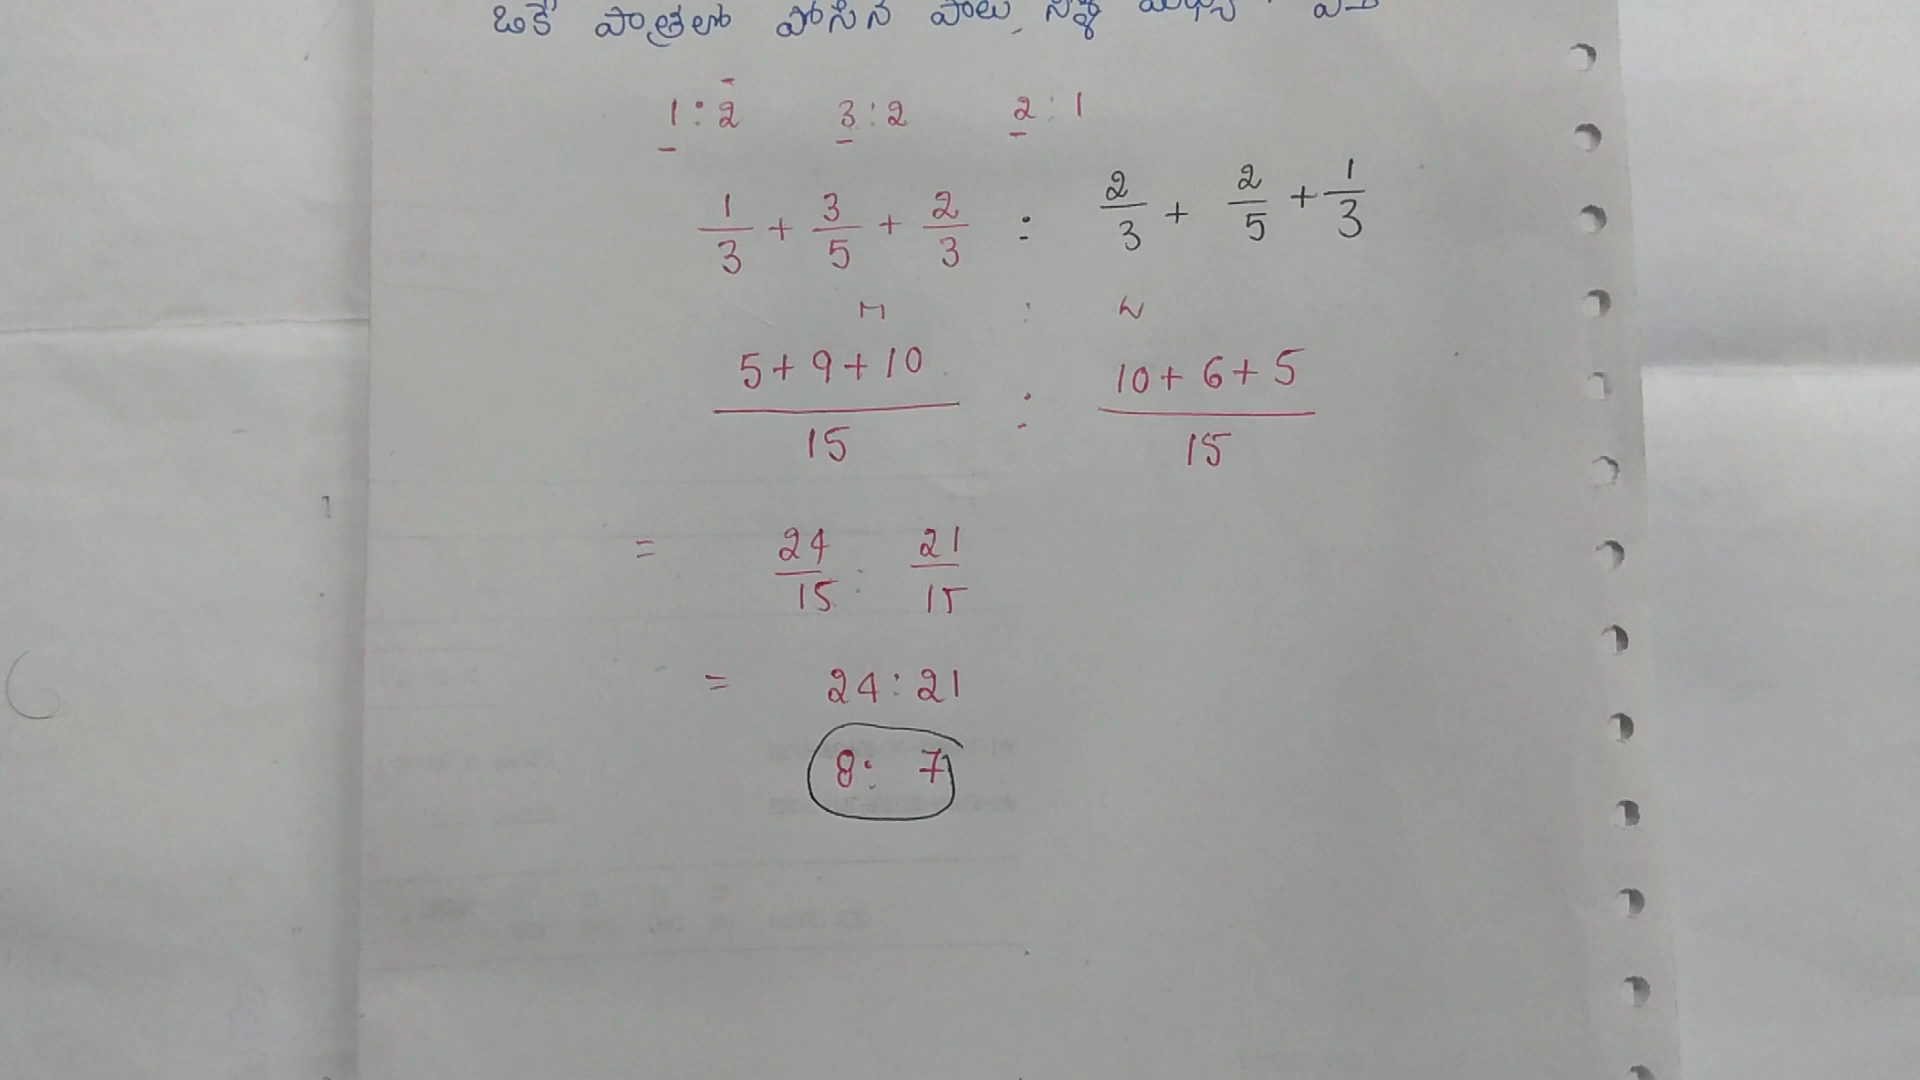 ఒకే పాత్రలో పోసిన పాలు, నీళ్ళ మధ్య
1:2 3:2 2:1
1/3 + 3/5 + 2/3 : 2/3 + 2/5 + 1/3
M : W
5+9+10/15 : 10+6+5/15
= 24/15 : 21/15
= 24:21
8: 7